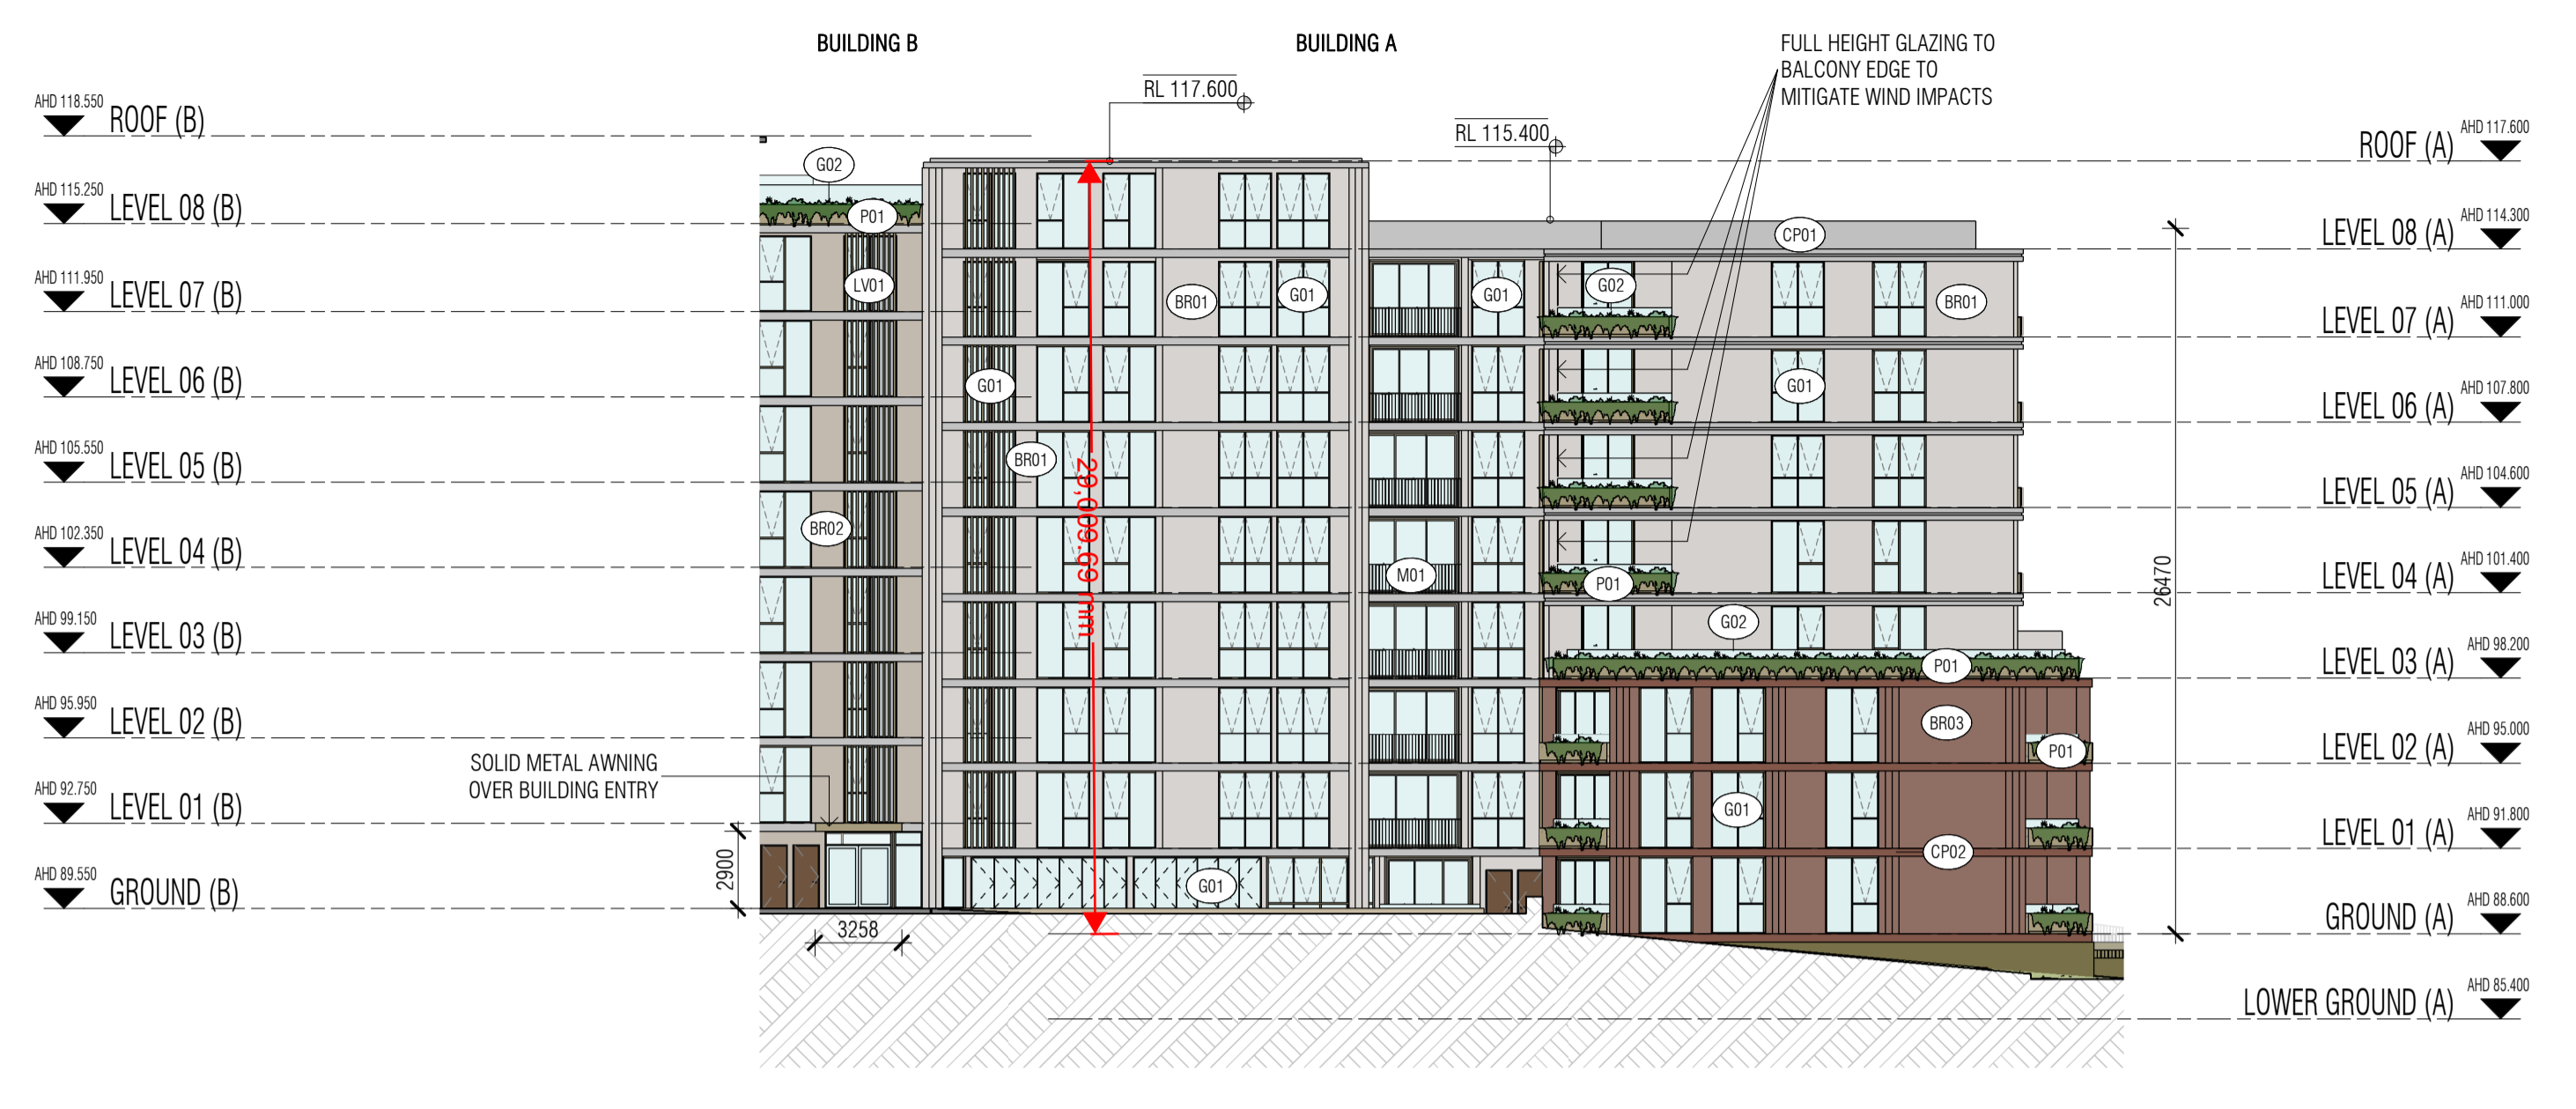 BUILDING B
BUILDING A
FULL HEIGHT GLAZING TO
BALCONY EDGE TO
MITIGATE WIND IMPACTS
RL 117.600
RL 115.400
AHD 118.550
ROOF (B)
AHD 115.250
LEVEL 08 (B)
AHD 111.950
LEVEL 07 (B)
AHD 108.750
LEVEL 06 (B)
AHD 105.550
LEVEL 05 (B)
AHD 102.350
LEVEL 04 (B)
AHD 99.150
LEVEL 03 (B)
AHD 95.950
LEVEL 02 (B)
AHD 92.750
LEVEL 01 (B)
AHD 89.550
GROUND (B)
SOLID METAL AWNING
OVER BUILDING ENTRY
2900
3258
G02
P01
LV01
BR02
G01
BR01
29,009.69 mm
BR01
G01
G01
M01
G01
G02
P01
CP01
BR01
G01
G02
P01
BR03
P01
G01
CP02
26470
ROOF (A)
AHD 117.600
LEVEL 08 (A)
AHD 114.300
LEVEL 07 (A)
AHD 111.000
LEVEL 06 (A)
AHD 107.800
LEVEL 05 (A)
AHD 104.600
LEVEL 04 (A)
AHD 101.400
LEVEL 03 (A)
AHD 98.200
LEVEL 02 (A)
AHD 95.000
LEVEL 01 (A)
AHD 91.800
GROUND (A)
AHD 88.600
LOWER GROUND (A)
AHD 85.400